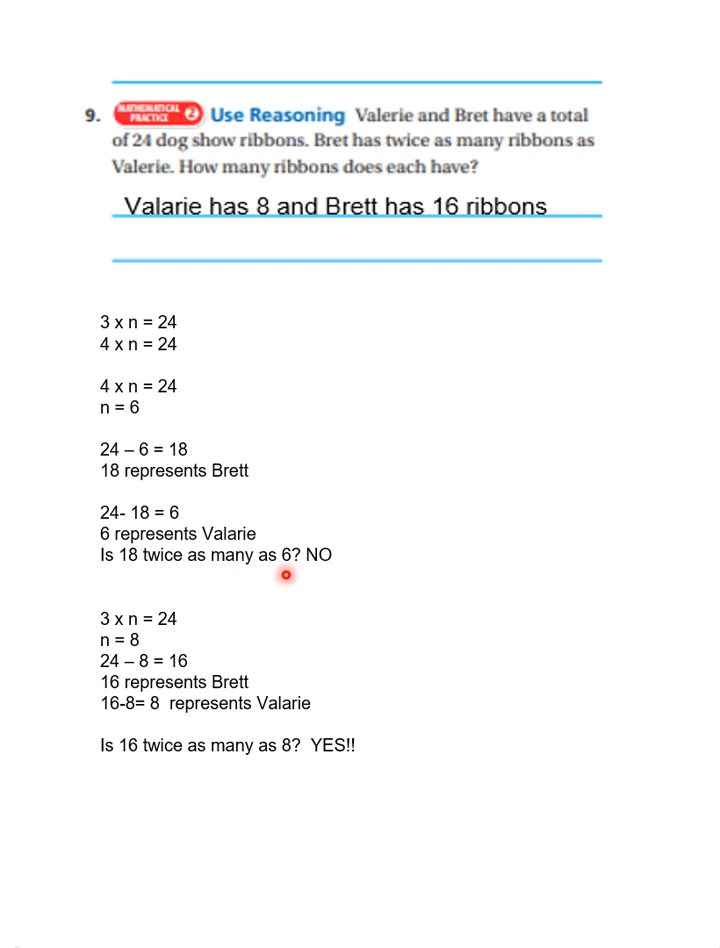 9. MATHEMATICAL PRACTICE 2 Use Reasoning Valerie and Bret have a total
of 24 dog show ribbons. Bret has twice as many ribbons as
Valerie. How many ribbons does each have?
Valarie has 8 and Brett has 16 ribbons
3 x n = 24
4 x n = 24
4 x n = 24
n = 6
24 – 6 = 18
18 represents Brett
24- 18 = 6
6 represents Valarie
Is 18 twice as many as 6? NO
3 x n = 24
n = 8
24 – 8 = 16
16 represents Brett
16-8= 8  represents Valarie
Is 16 twice as many as 8?  YES!!